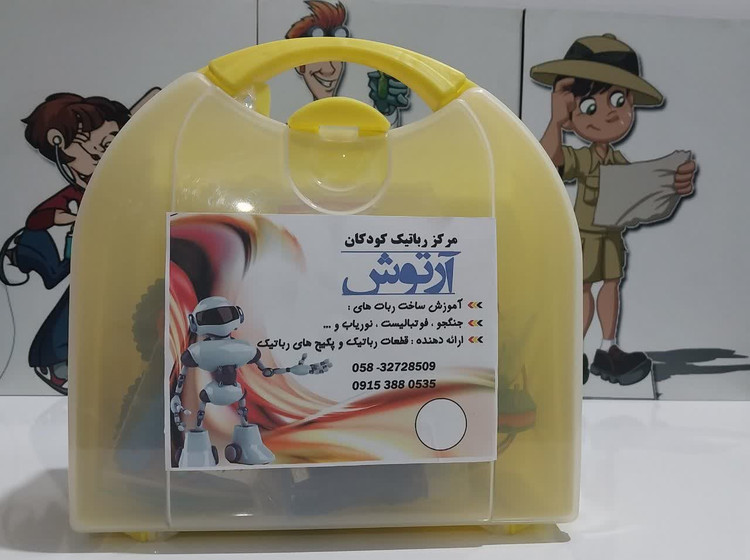 مرکز رباتیک کودکان
آرتوش
آموزش ساخت ربات های :
جنگجو ، فوتبالیست ، نوریاب و ...
ارائه دهنده : قطعات رباتیک و پکیج های رباتیک
058 -32728509
0915 388 0535